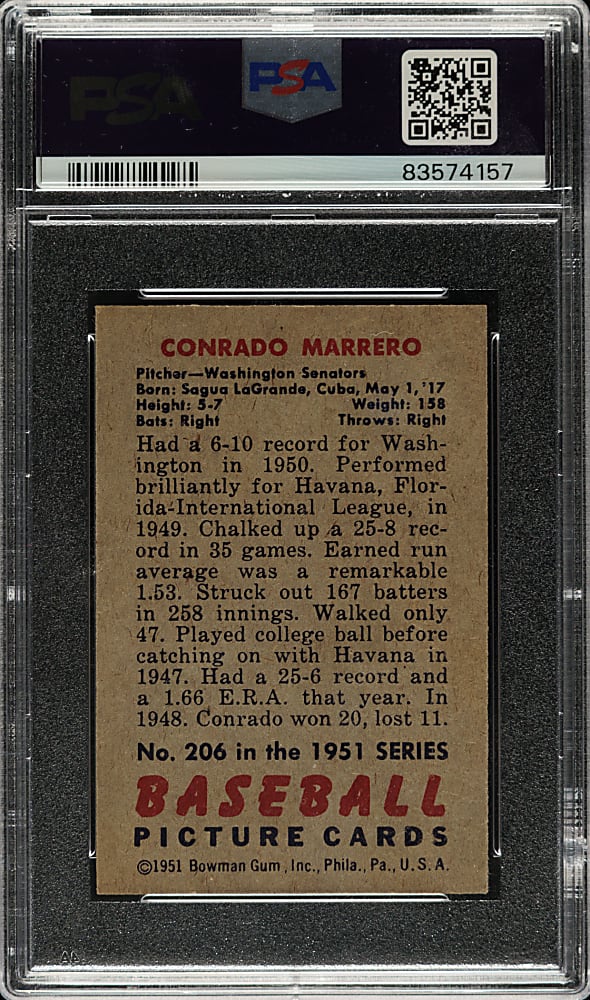 PSA
PSA
83574157
CONRADO MARRERO
Pitcher—Washington Senators
Born: Sagua LaGrande, Cuba, May 1, '17
Height: 5-7 Weight: 158
Bats: Right Throws: Right
Had a 6-10 record for Wash-
ington in 1950. Performed
brilliantly for Havana, Flor-
ida-International League, in
1949. Chalked up a 25-8 rec-
ord in 35 games. Earned run
average was a remarkable
1.53. Struck out 167 batters
in 258 innings. Walked only
47. Played college ball before
catching on with Havana in
1947. Had a 25-6 record and
a 1.66 E.R.A. that year. In
1948. Conrado won 20, lost 11.
No. 206 in the 1951 SERIES
BASEBALL
PICTURE CARDS
©1951 Bowman Gum, Inc., Phila., Pa., U.S.A.